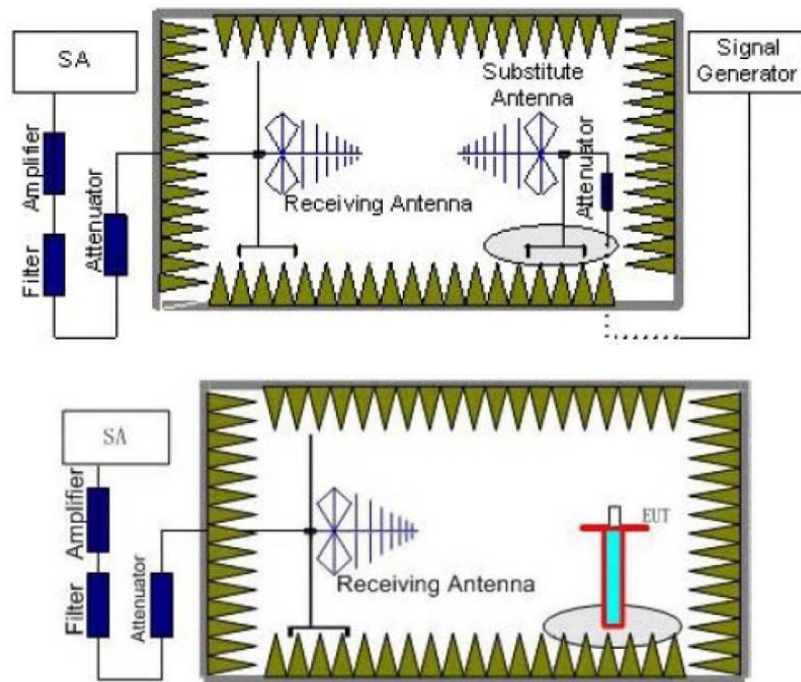 SA
Amplifier
Filter
Attenuator
Receiving Antenna
Substitute
Antenna
Attenuator
Signal
Generator
SA
Amplifier
Filter
Attenuator
Receiving Antenna
EUT